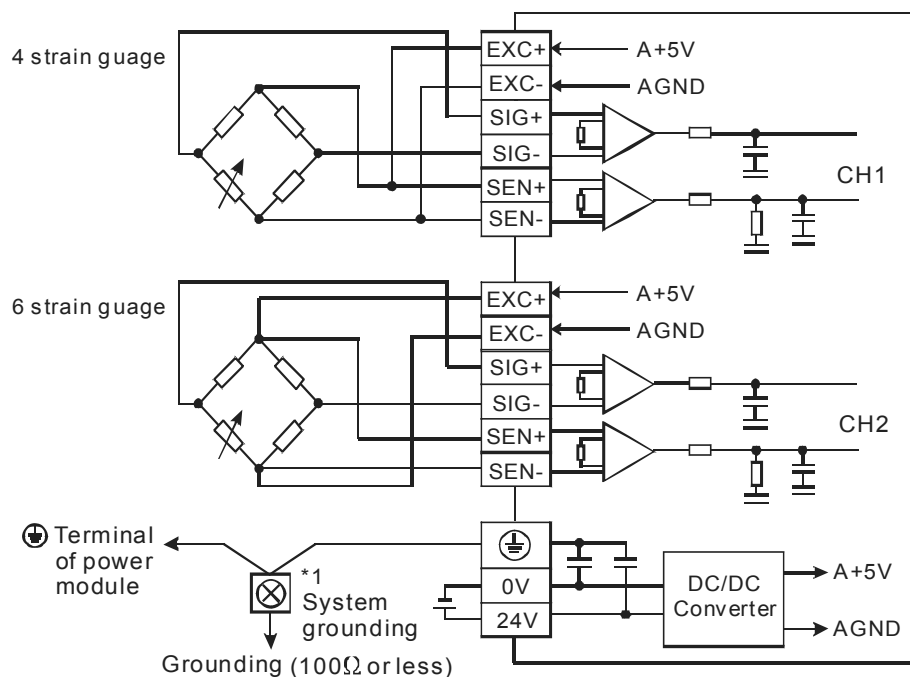 4 strain guage
EXC+
EXC-
SIG+
SIG-
SEN+
SEN-
A+5V
AGND
CH1
6 strain guage
EXC+
EXC-
SIG+
SIG-
SEN+
SEN-
A+5V
AGND
CH2
Terminal
of power
module
*1
System
grounding
Grounding (100Ω or less)
0V
24V
DC/DC
Converter
A+5V
AGND